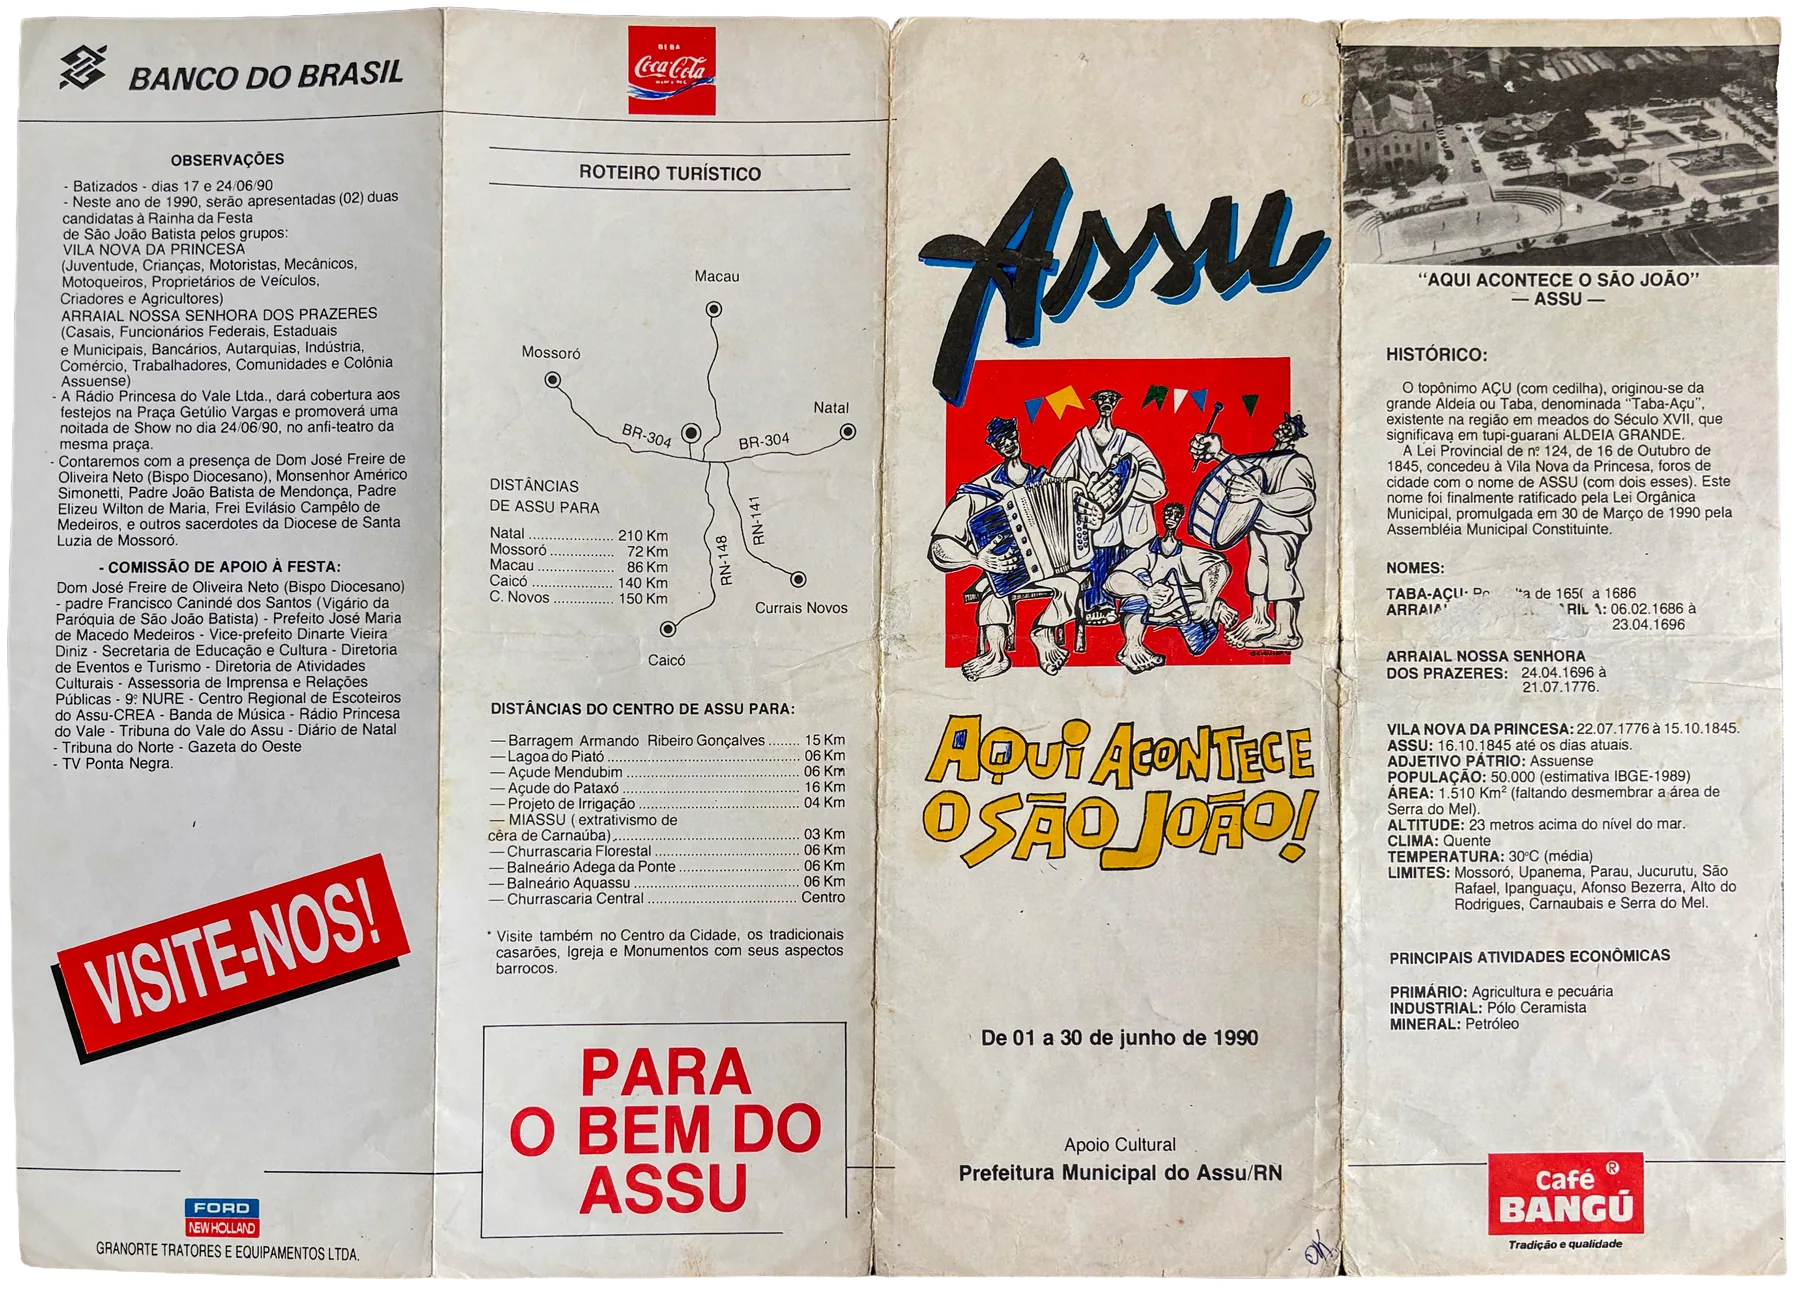 BANCO DO BRASIL
OBSERVAÇÕES
- Batizados - dias 17 e 24/06/90
- Neste ano de 1990, serão apresentadas (02) duas
candidatas à Rainha da Festa
de São João Batista pelos grupos:
VILA NOVA DA PRINCESA
(Juventude, Crianças, Motoristas, Mecânicos,
Motoqueiros, Proprietários de Veículos,
Criadores e Agricultores)
ARRAIAL NOSSA SENHORA DOS PRAZERES
(Casais, Funcionários Federais, Estaduais
e Municipais, Bancários, Autarquias, Indústria,
Comércio, Trabalhadores, Comunidades e Colônia
Assuense)
- A Rádio Princesa do Vale Ltda., dará cobertura aos
festejos na Praça Getúlio Vargas e promoverá uma
noitada de Show no dia 24/06/90, no anfi-teatro da
mesma praça.
- Contaremos com a presença de Dom José Freire de
Oliveira Neto (Bispo Diocesano), Monsenhor Américo
Simonetti, Padre João Batista de Mendonça, Padre
Elizeu Wilton de Maria, Frei Evilásio Campêlo de
Medeiros, e outros sacerdotes da Diocese de Santa
Luzia de Mossoró.
- COMISSÃO DE APOIO À FESTA:
Dom José Freire de Oliveira Neto (Bispo Diocesano)
- padre Francisco Canindé dos Santos (Vigário da
Paróquia de São João Batista) - Prefeito José Maria
de Macedo Medeiros - Vice-prefeito Dinarte Vieira
Diniz - Secretaria de Educação e Cultura - Diretoria
de Eventos e Turismo - Diretoria de Atividades
Culturais - Assessoria de Imprensa e Relações
Públicas - 9º NURE - Centro Regional de Escoteiros
do Assu-CREA - Banda de Música - Rádio Princesa
do Vale - Tribuna do Vale do Assu - Diário de Natal
- Tribuna do Norte - Gazeta do Oeste
- TV Ponta Negra.
VISITE-NOS!
FORD
NEW HOLLAND
GRANORTE TRATORES E EQUIPAMENTOS LTDA.
BEBA
Coca-Cola
ROTEIRO TURÍSTICO
Macau
Mossoró
Natal
BR-304
BR-304
RN-141
RN-148
Currais Novos
Caicó
DISTÂNCIAS
DE ASSU PARA
Natal .................... 210 Km
Mossoró ................ 72 Km
Macau ................... 86 Km
Caicó .................... 140 Km
C. Novos ............... 150 Km
DISTÂNCIAS DO CENTRO DE ASSU PARA:
— Barragem Armando Ribeiro Gonçalves ........ 15 Km
— Lagoa do Piató ........ 06 Km
— Açude Mendubim ........ 06 Km
— Açude do Pataxó ........ 16 Km
— Projeto de Irrigação ........ 04 Km
— MIASSU ( extrativismo de
cêra de Carnaúba) ........ 03 Km
— Churrascaria Florestal ........ 06 Km
— Balneário Adega da Ponte ........ 06 Km
— Balneário Aquassu ........ 06 Km
— Churrascaria Central ........ Centro
* Visite também no Centro da Cidade, os tradicionais
casarões, Igreja e Monumentos com seus aspectos
barrocos.
PARA
O BEM DO
ASSU
Assu
AQUI ACONTECE
O SÃO JOÃO!
De 01 a 30 de junho de 1990
Apoio Cultural
Prefeitura Municipal do Assu/RN
"AQUI ACONTECE O SÃO JOÃO"
— ASSU —
HISTÓRICO:
O topônimo AÇU (com cedilha), originou-se da
grande Aldeia ou Taba, denominada "Taba-Açu",
existente na região em meados do Século XVII, que
significava em tupi-guarani ALDEIA GRANDE.
A Lei Provincial de nº 124, de 16 de Outubro de
1845, concedeu à Vila Nova da Princesa, foros de
cidade com o nome de ASSU (com dois esses). Este
nome foi finalmente ratificado pela Lei Orgânica
Municipal, promulgada em 30 de Março de 1990 pela
Assembléia Municipal Constituinte.
NOMES:
TABA-AÇU: de 1650 a 1686
06.02.1686 à
23.04.1696
ARRAIAL NOSSA SENHORA
DOS PRAZERES: 24.04.1696 à
21.07.1776.
VILA NOVA DA PRINCESA: 22.07.1776 à 15.10.1845.
ASSU: 16.10.1845 até os dias atuais.
ADJETIVO PÁTRIO: Assuense
POPULAÇÃO: 50.000 (estimativa IBGE-1989)
ÁREA: 1.510 Km² (faltando desmembrar a área de
Serra do Mel).
ALTITUDE: 23 metros acima do nível do mar.
CLIMA: Quente
TEMPERATURA: 30ºC (média)
LIMITES: Mossoró, Upanema, Parau, Jucurutu, São
Rafael, Ipanguaçu, Afonso Bezerra, Alto do
Rodrigues, Carnaubais e Serra do Mel.
PRINCIPAIS ATIVIDADES ECONÔMICAS
PRIMÁRIO: Agricultura e pecuária
INDUSTRIAL: Pólo Ceramista
MINERAL: Petróleo
Café ®
BANGÚ
Tradição e qualidade